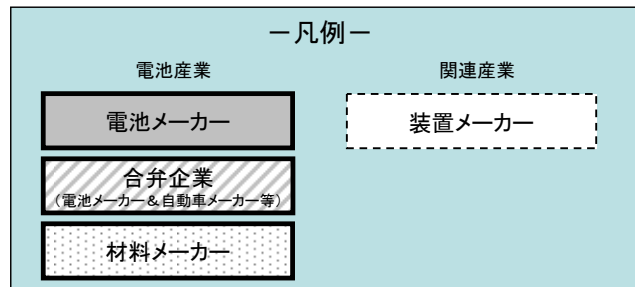 －凡例－
電池産業
関連産業
電池メーカー
装置メーカー
合弁企業
（電池メーカー＆自動車メーカー等）
材料メーカー